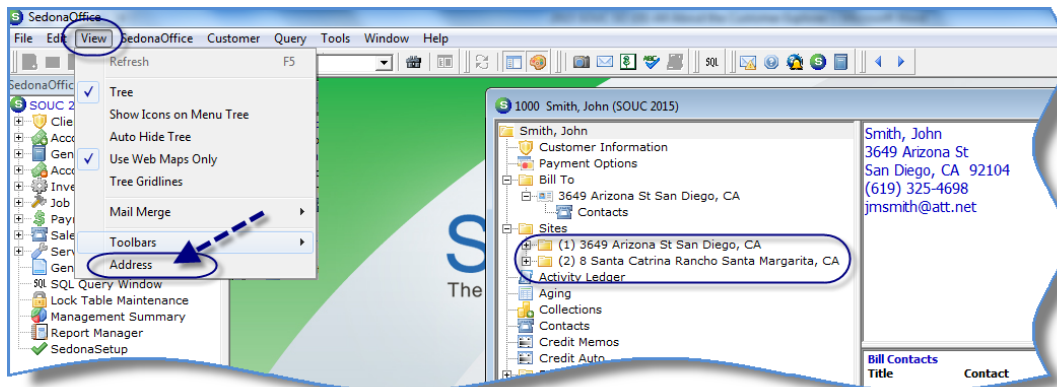 SedonaOffice
File Edit View SedonaOffice Customer Query Tools Window Help
SQL
SedonaOffic
SOUC 2
Clie
Acco
Gen
Acco
Inve
Job
Payr
Sale
Serv
Gen
SQL SQL Query Window
Lock Table Maintenance
Management Summary
Report Manager
SedonaSetup
Refresh F5
Tree
Show Icons on Menu Tree
Auto Hide Tree
Use Web Maps Only
Tree Gridlines
Mail Merge
Toolbars
Address
S
The
1000 Smith, John (SOUC 2015)
Smith, John
Customer Information
Payment Options
Bill To
3649 Arizona St San Diego, CA
Contacts
Sites
(1) 3649 Arizona St San Diego, CA
(2) 8 Santa Catrina Rancho Santa Margarita, CA
Activity Ledger
Aging
Collections
Contacts
Credit Memos
Credit Auto
Smith, John
3649 Arizona St
San Diego, CA 92104
(619) 325-4698
jmsmith@att.net
Bill Contacts
Title Contact